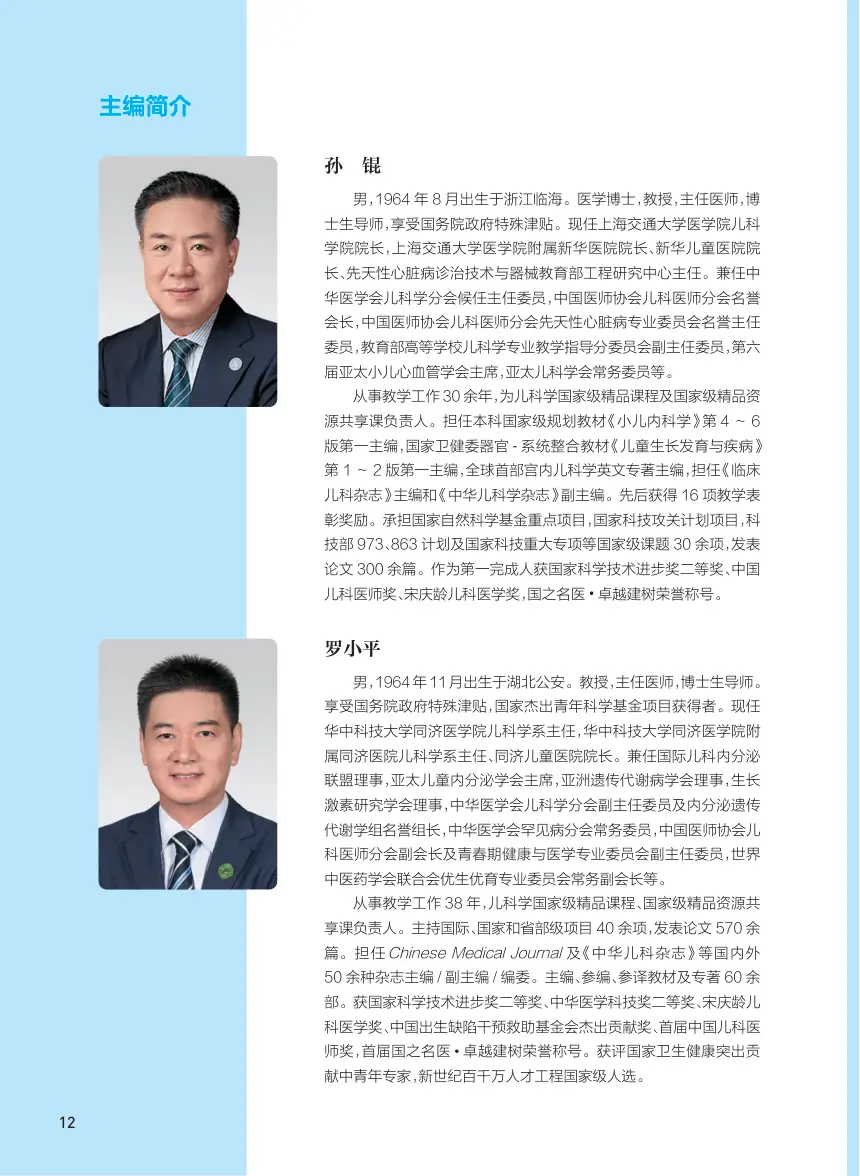 主编简介
孙　锟
男,1964 年 8 月出生于浙江临海。医学博士,教授,主任医师,博
士生导师,享受国务院政府特殊津贴。现任上海交通大学医学院儿科
学院院长,上海交通大学医学院附属新华医院院长、新华儿童医院院
长、先天性心脏病诊治技术与器械教育部工程研究中心主任。兼任中
华医学会儿科学分会候任主任委员,中国医师协会儿科医师分会名誉
会长,中国医师协会儿科医师分会先天性心脏病专业委员会名誉主任
委员,教育部高等学校儿科学专业教学指导分委员会副主任委员,第六
届亚太小儿心血管学会主席,亚太儿科学会常务委员等。
从事教学工作 30 余年,为儿科学国家级精品课程及国家级精品资
源共享课负责人。担任本科国家级规划教材《小儿内科学》第 4 ~ 6
版第一主编,国家卫健委器官 - 系统整合教材《儿童生长发育与疾病》
第 1 ~ 2 版第一主编,全球首部宫内儿科学英文专著主编,担任《临床
儿科杂志》主编和《中华儿科学杂志》副主编。先后获得 16 项教学表
彰奖励。承担国家自然科学基金重点项目,国家科技攻关计划项目,科
技部 973、863 计划及国家科技重大专项等国家级课题 30 余项,发表
论文 300 余篇。作为第一完成人获国家科学技术进步奖二等奖、中国
儿科医师奖、宋庆龄儿科医学奖,国之名医•卓越建树荣誉称号。
罗小平
男,1964 年 11 月出生于湖北公安。教授,主任医师,博士生导师。
享受国务院政府特殊津贴,国家杰出青年科学基金项目获得者。现任
华中科技大学同济医学院儿科学系主任,华中科技大学同济医学院附
属同济医院儿科学系主任、同济儿童医院院长。兼任国际儿科内分泌
联盟理事,亚太儿童内分泌学会主席,亚洲遗传代谢病学会理事,生长
激素研究学会理事,中华医学会儿科学分会副主任委员及内分泌遗传
代谢学组名誉组长,中华医学会罕见病分会常务委员,中国医师协会儿
科医师分会副会长及青春期健康与医学专业委员会副主任委员,世界
中医药学会联合会优生优育专业委员会常务副会长等。
从事教学工作 38 年,儿科学国家级精品课程、国家级精品资源共
享课负责人。主持国际、国家和省部级项目 40 余项,发表论文 570 余
篇。担任 Chinese Medical Journal 及《中华儿科杂志》等国内外
50 余种杂志主编 / 副主编 / 编委。主编、参编、参译教材及专著 60 余
部。获国家科学技术进步奖二等奖、中华医学科技奖二等奖、宋庆龄儿
科医学奖、中国出生缺陷干预救助基金会杰出贡献奖、首届中国儿科医
师奖,首届国之名医•卓越建树荣誉称号。获评国家卫生健康突出贡
献中青年专家,新世纪百千万人才工程国家级人选。
12